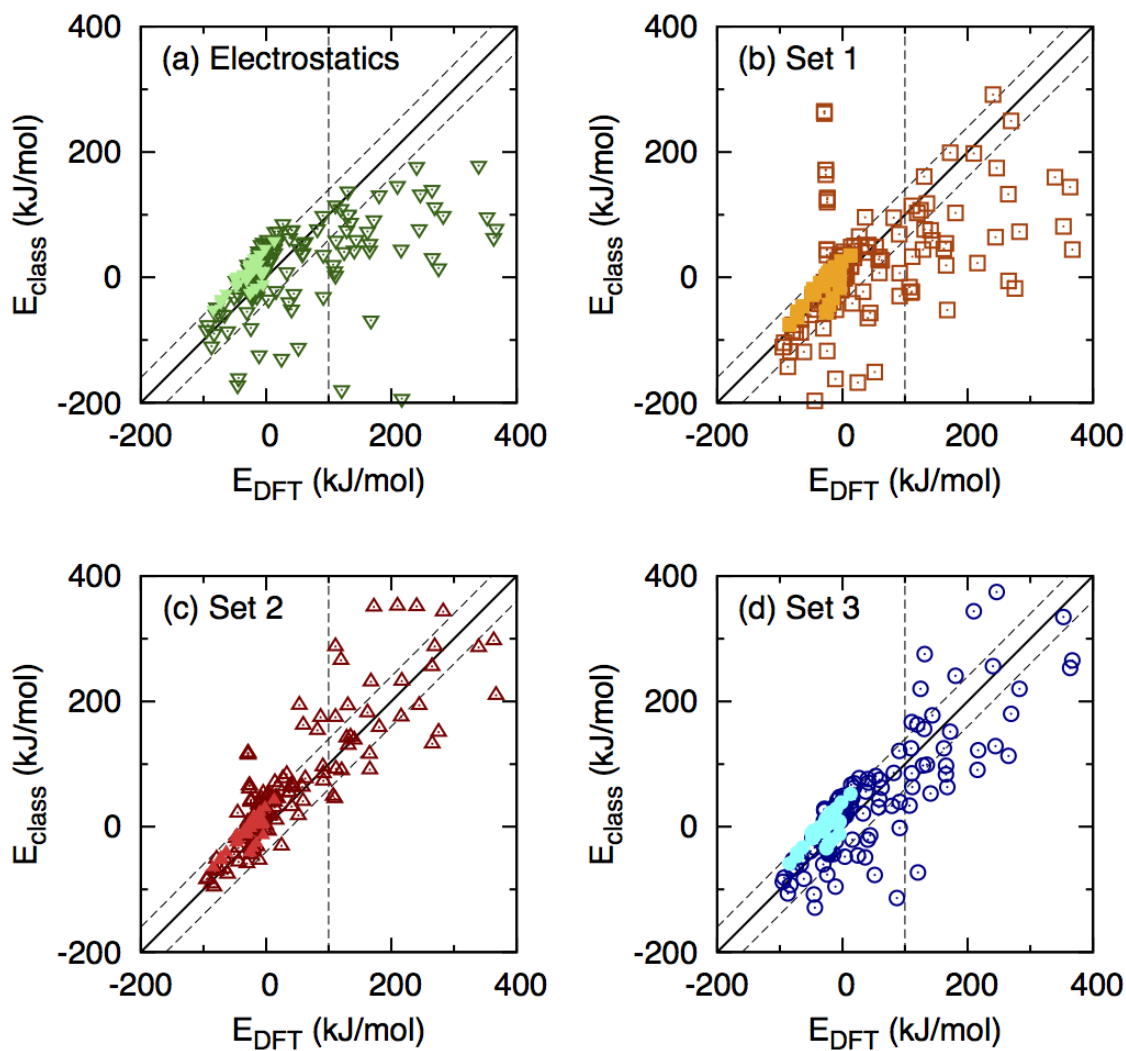 400
(a) Electrostatics
200
E_class (kJ/mol)
0
-200
-200 0 200 400
E_DFT (kJ/mol)
400
(b) Set 1
200
E_class (kJ/mol)
0
-200
-200 0 200 400
E_DFT (kJ/mol)
400
(c) Set 2
200
E_class (kJ/mol)
0
-200
-200 0 200 400
E_DFT (kJ/mol)
400
(d) Set 3
200
E_class (kJ/mol)
0
-200
-200 0 200 400
E_DFT (kJ/mol)